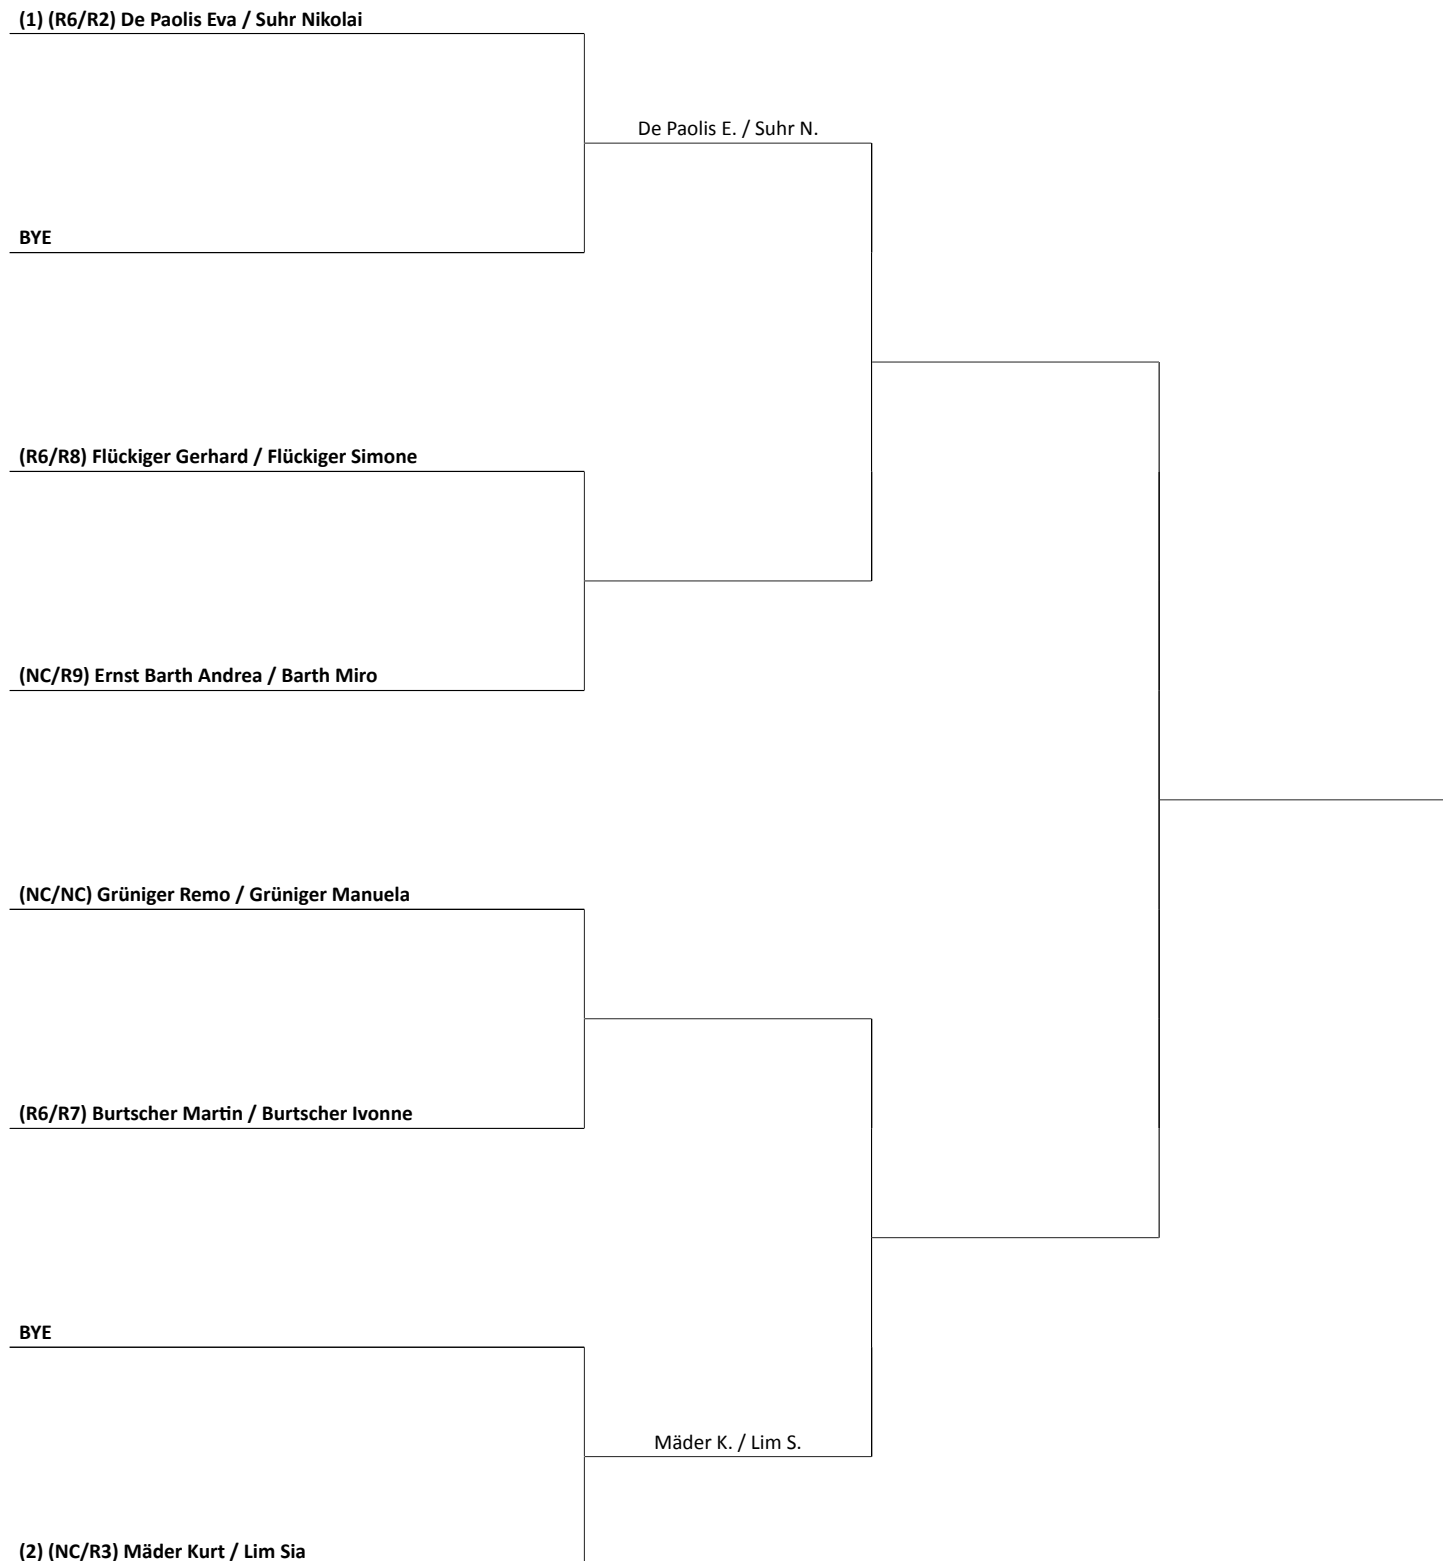 (1) (R6/R2) De Paolis Eva / Suhr Nikolai
De Paolis E. / Suhr N.
BYE
(R6/R8) Flückiger Gerhard / Flückiger Simone
(NC/R9) Ernst Barth Andrea / Barth Miro
(NC/NC) Grüniger Remo / Grüniger Manuela
(R6/R7) Burtscher Martin / Burtscher Ivonne
BYE
Mäder K. / Lim S.
(2) (NC/R3) Mäder Kurt / Lim Sia